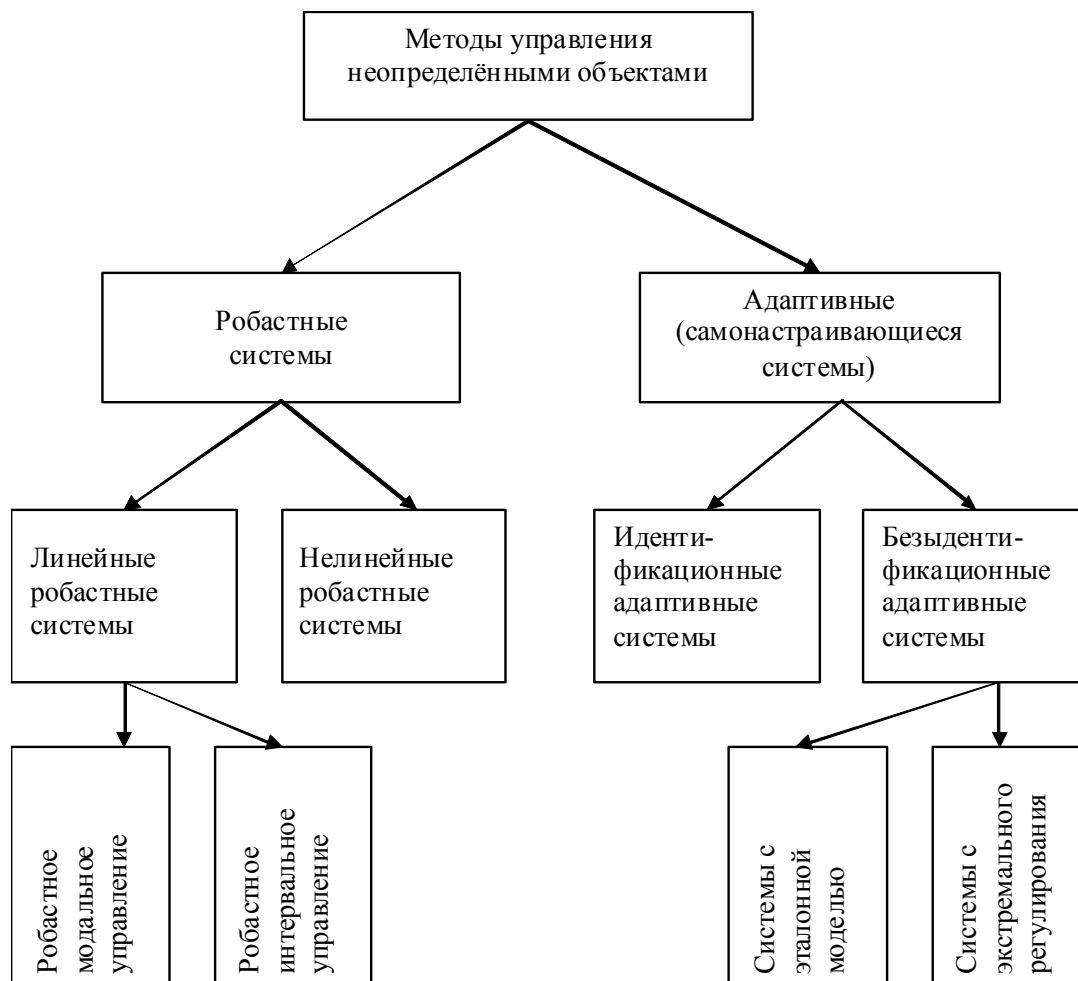 Методы управления
неопределёнными объектами
Робастные
системы
Адаптивные
(самонастраивающиеся
системы)
Линейные
робастные
системы
Нелинейные
робастные
системы
Иденти-
фикационные
адаптивные
системы
Безыденти-
фикационные
адаптивные
системы
Робастное
модальное
управление
Робастное
интервальное
управление
Системы с
эталонной
моделью
Системы с
экстремального
регулирования